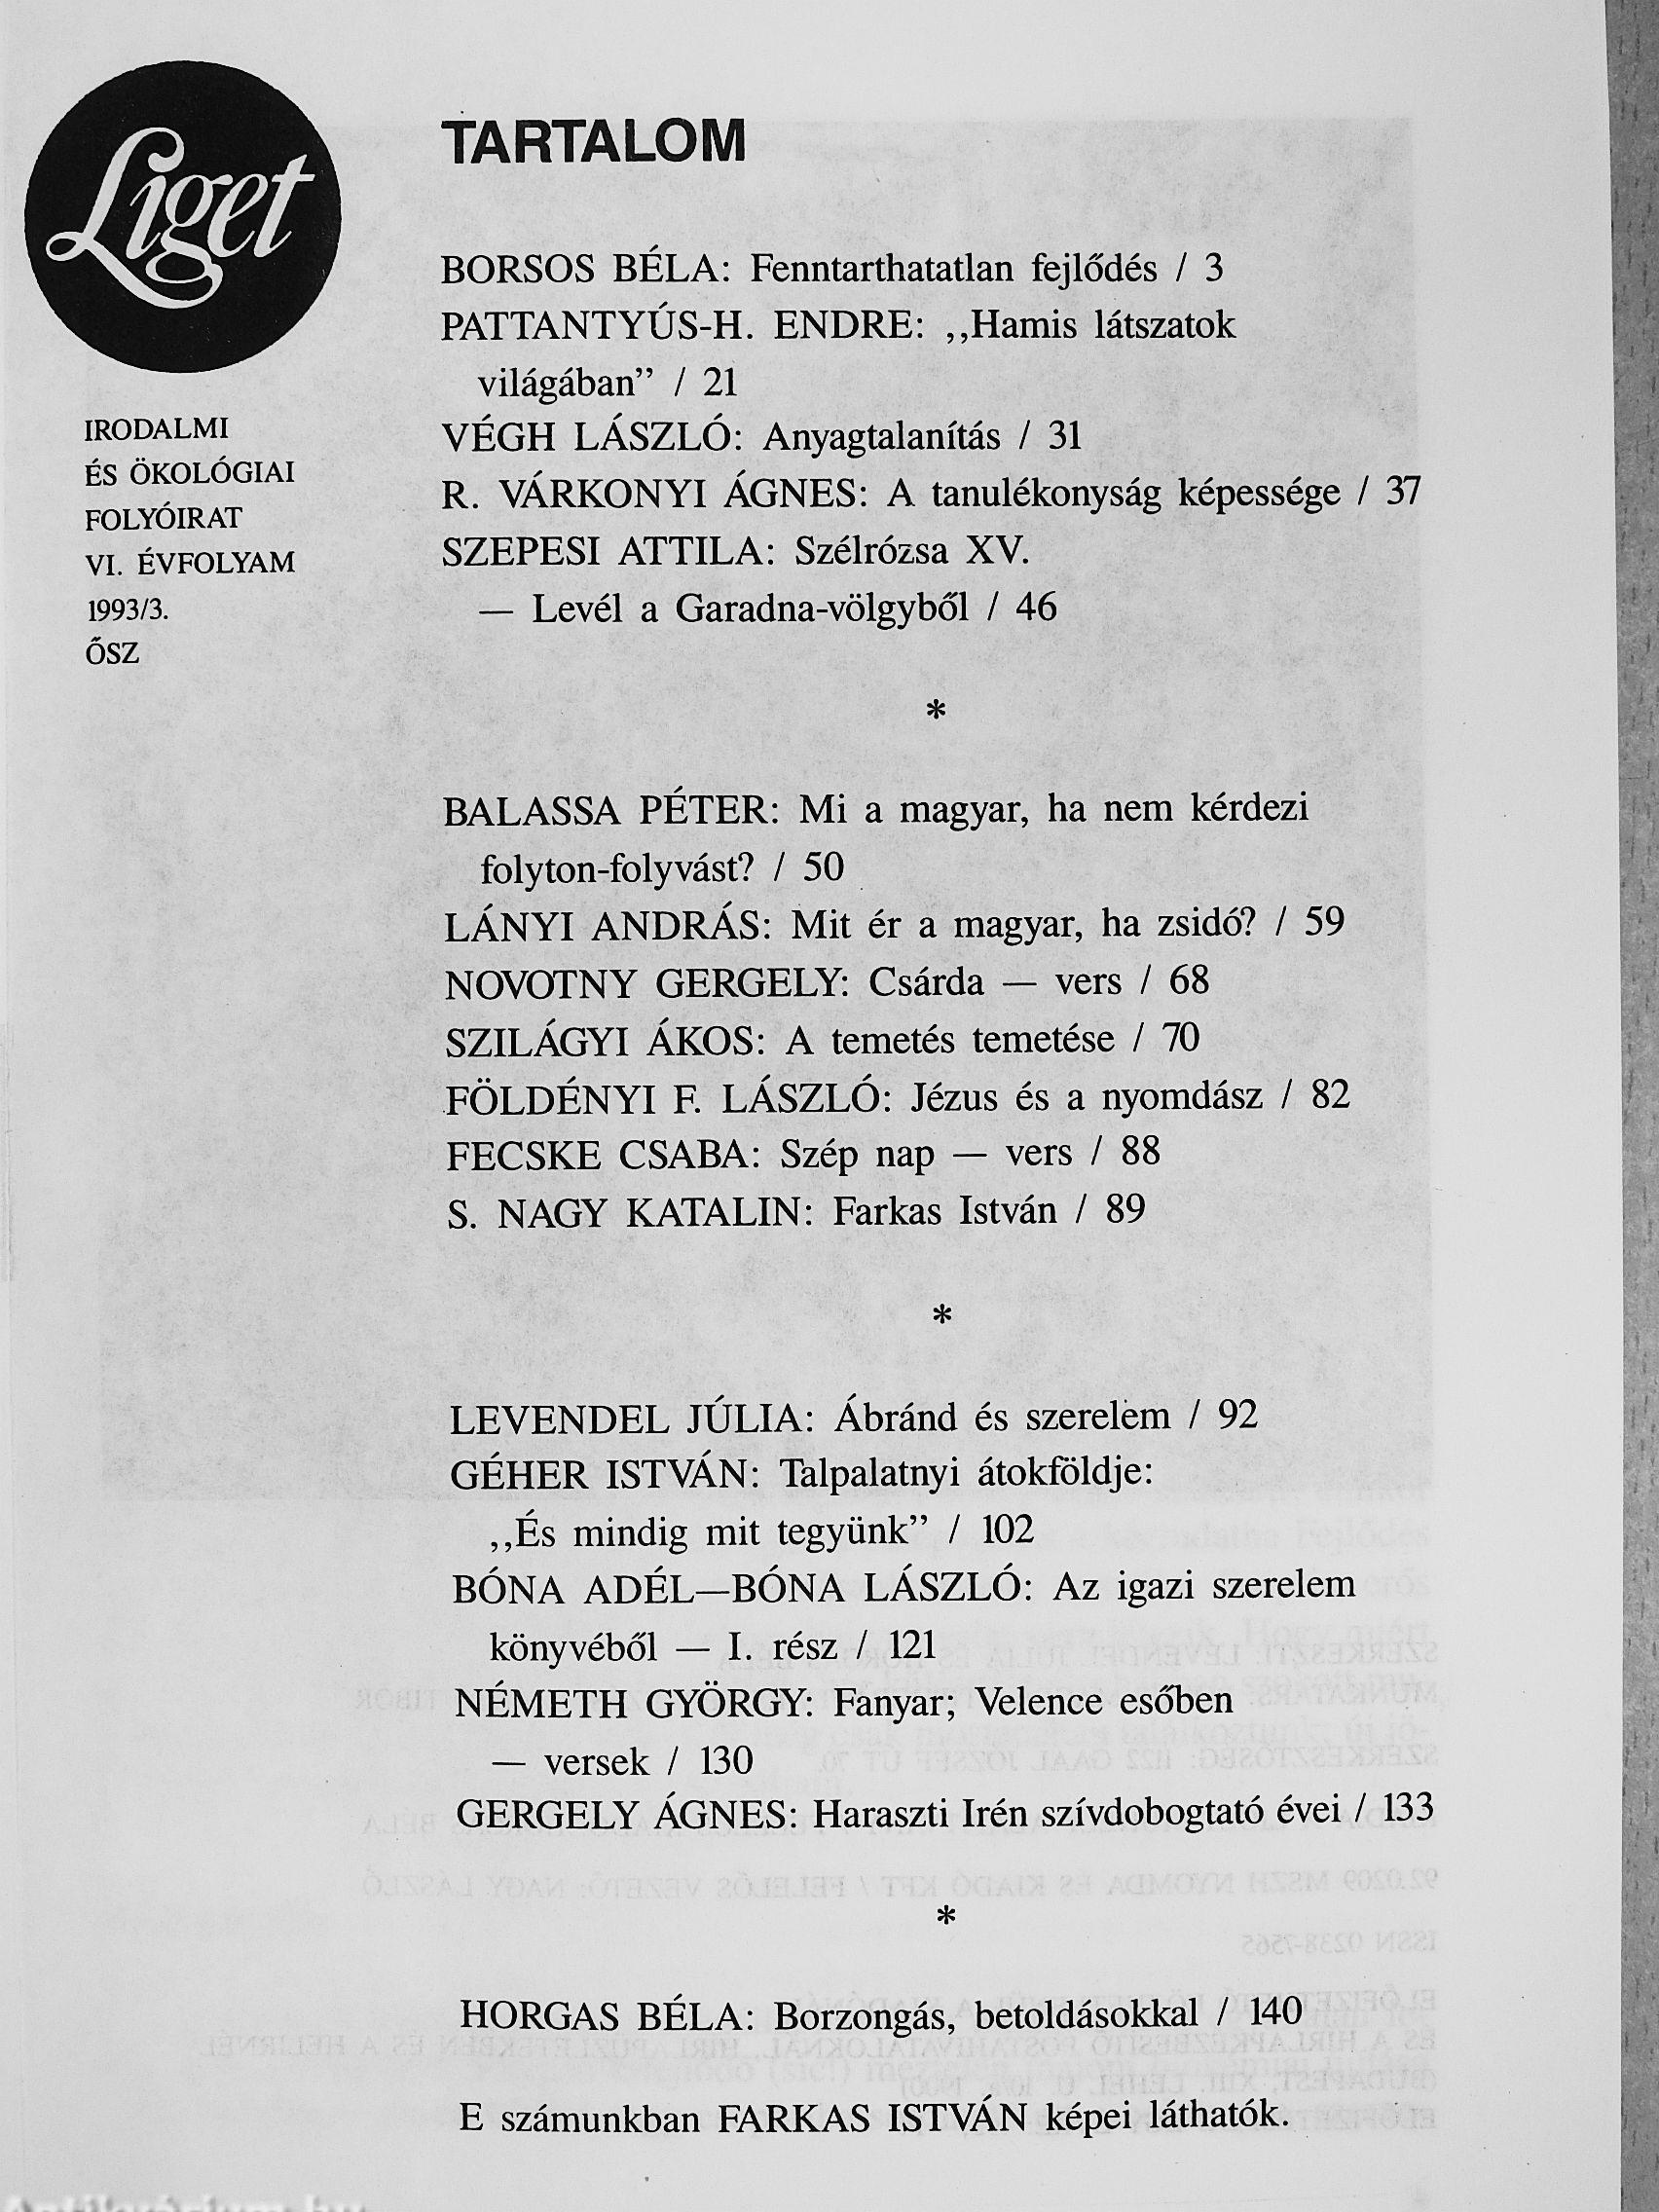 Liget
IRODALMI
ÉS ÖKOLÓGIAI
FOLYÓIRAT
VI. ÉVFOLYAM
1993/3.
ŐSZ
TARTALOM
BORSOS BÉLA: Fenntarthatatlan fejlődés / 3
PATTANTYÚS-H. ENDRE: ,,Hamis látszatok
világában” / 21
VÉGH LÁSZLÓ: Anyagtalanítás / 31
R. VÁRKONYI ÁGNES: A tanulékonyság képessége / 37
SZEPESI ATTILA: Szélrózsa XV.
— Levél a Garadna-völgyből / 46
*
BALASSA PÉTER: Mi a magyar, ha nem kérdezi
folyton-folyvást? / 50
LÁNYI ANDRÁS: Mit ér a magyar, ha zsidó? / 59
NOVOTNY GERGELY: Csárda — vers / 68
SZILÁGYI ÁKOS: A temetés temetése / 70
FÖLDÉNYI F. LÁSZLÓ: Jézus és a nyomdász / 82
FECSKE CSABA: Szép nap — vers / 88
S. NAGY KATALIN: Farkas István / 89
*
LEVENDEL JÚLIA: Ábránd és szerelem / 92
GÉHER ISTVÁN: Talpalatnyi átokföldje:
,,És mindig mit tegyünk” / 102
BÓNA ADÉL—BÓNA LÁSZLÓ: Az igazi szerelem
könyvéből — I. rész / 121
NÉMETH GYÖRGY: Fanyar; Velence esőben
— versek / 130
GERGELY ÁGNES: Haraszti Irén szívdobogtató évei / 133
*
HORGAS BÉLA: Borzongás, betoldásokkal / 140
E számunkban FARKAS ISTVÁN képei láthatók.